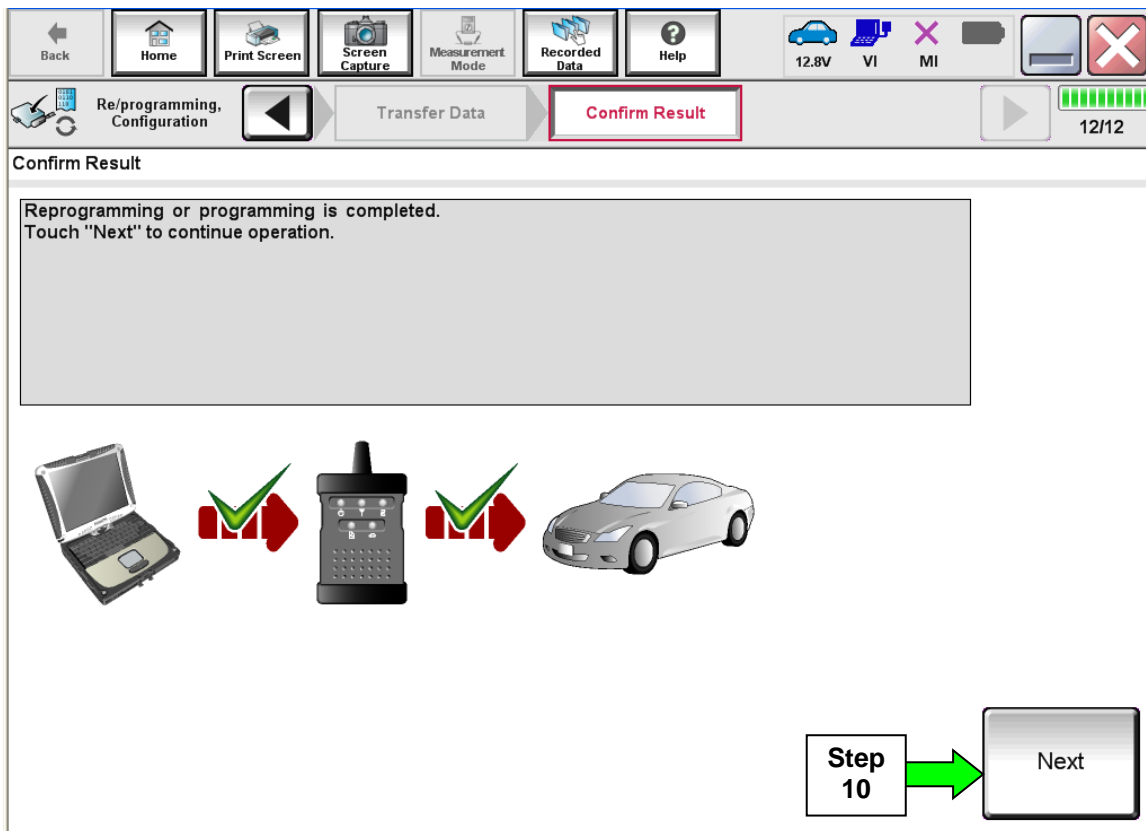 Back
Home
Print Screen
Screen
Capture
Measurement
Mode
Recorded
Data
Help
12.8V
VI
MI
Re/programming,
Configuration
Transfer Data
Confirm Result
12/12
Confirm Result
Reprogramming or programming is completed.
Touch "Next" to continue operation.
Step
10
Next